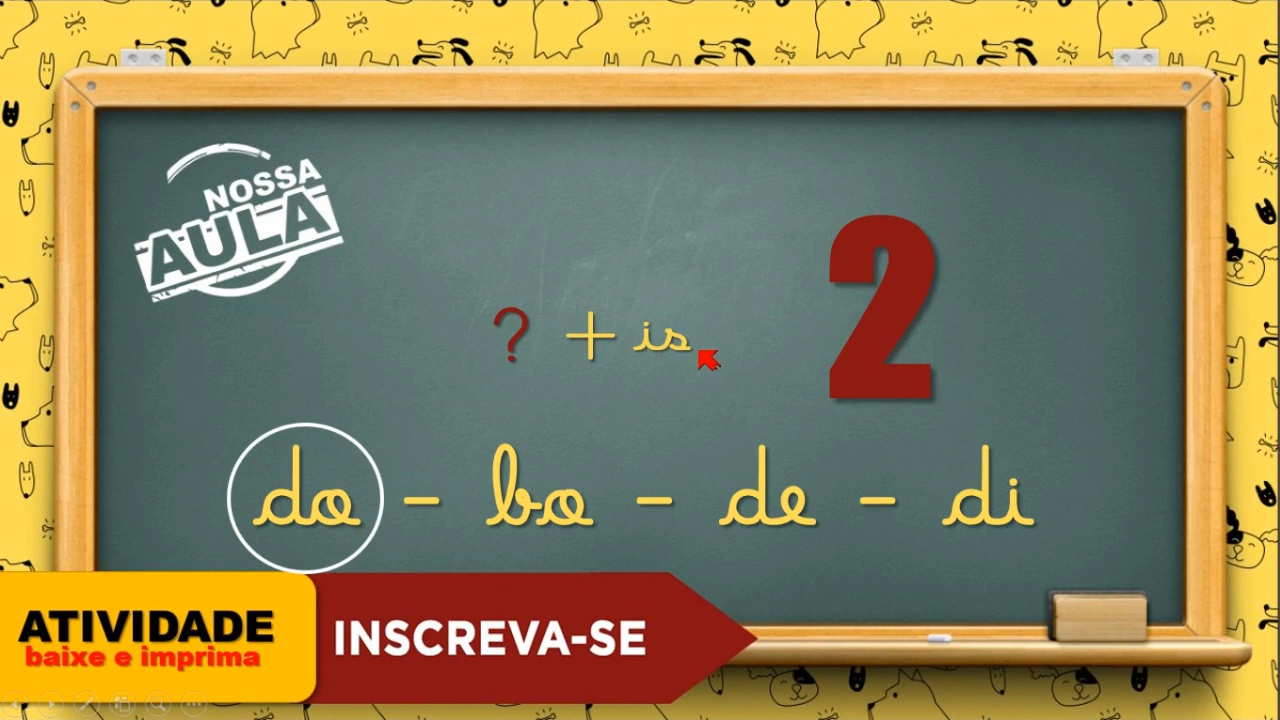 NOSSA
AULA
2
? + is
do - bo - de - di
ATIVIDADE
baixe e imprima
INSCREVA-SE